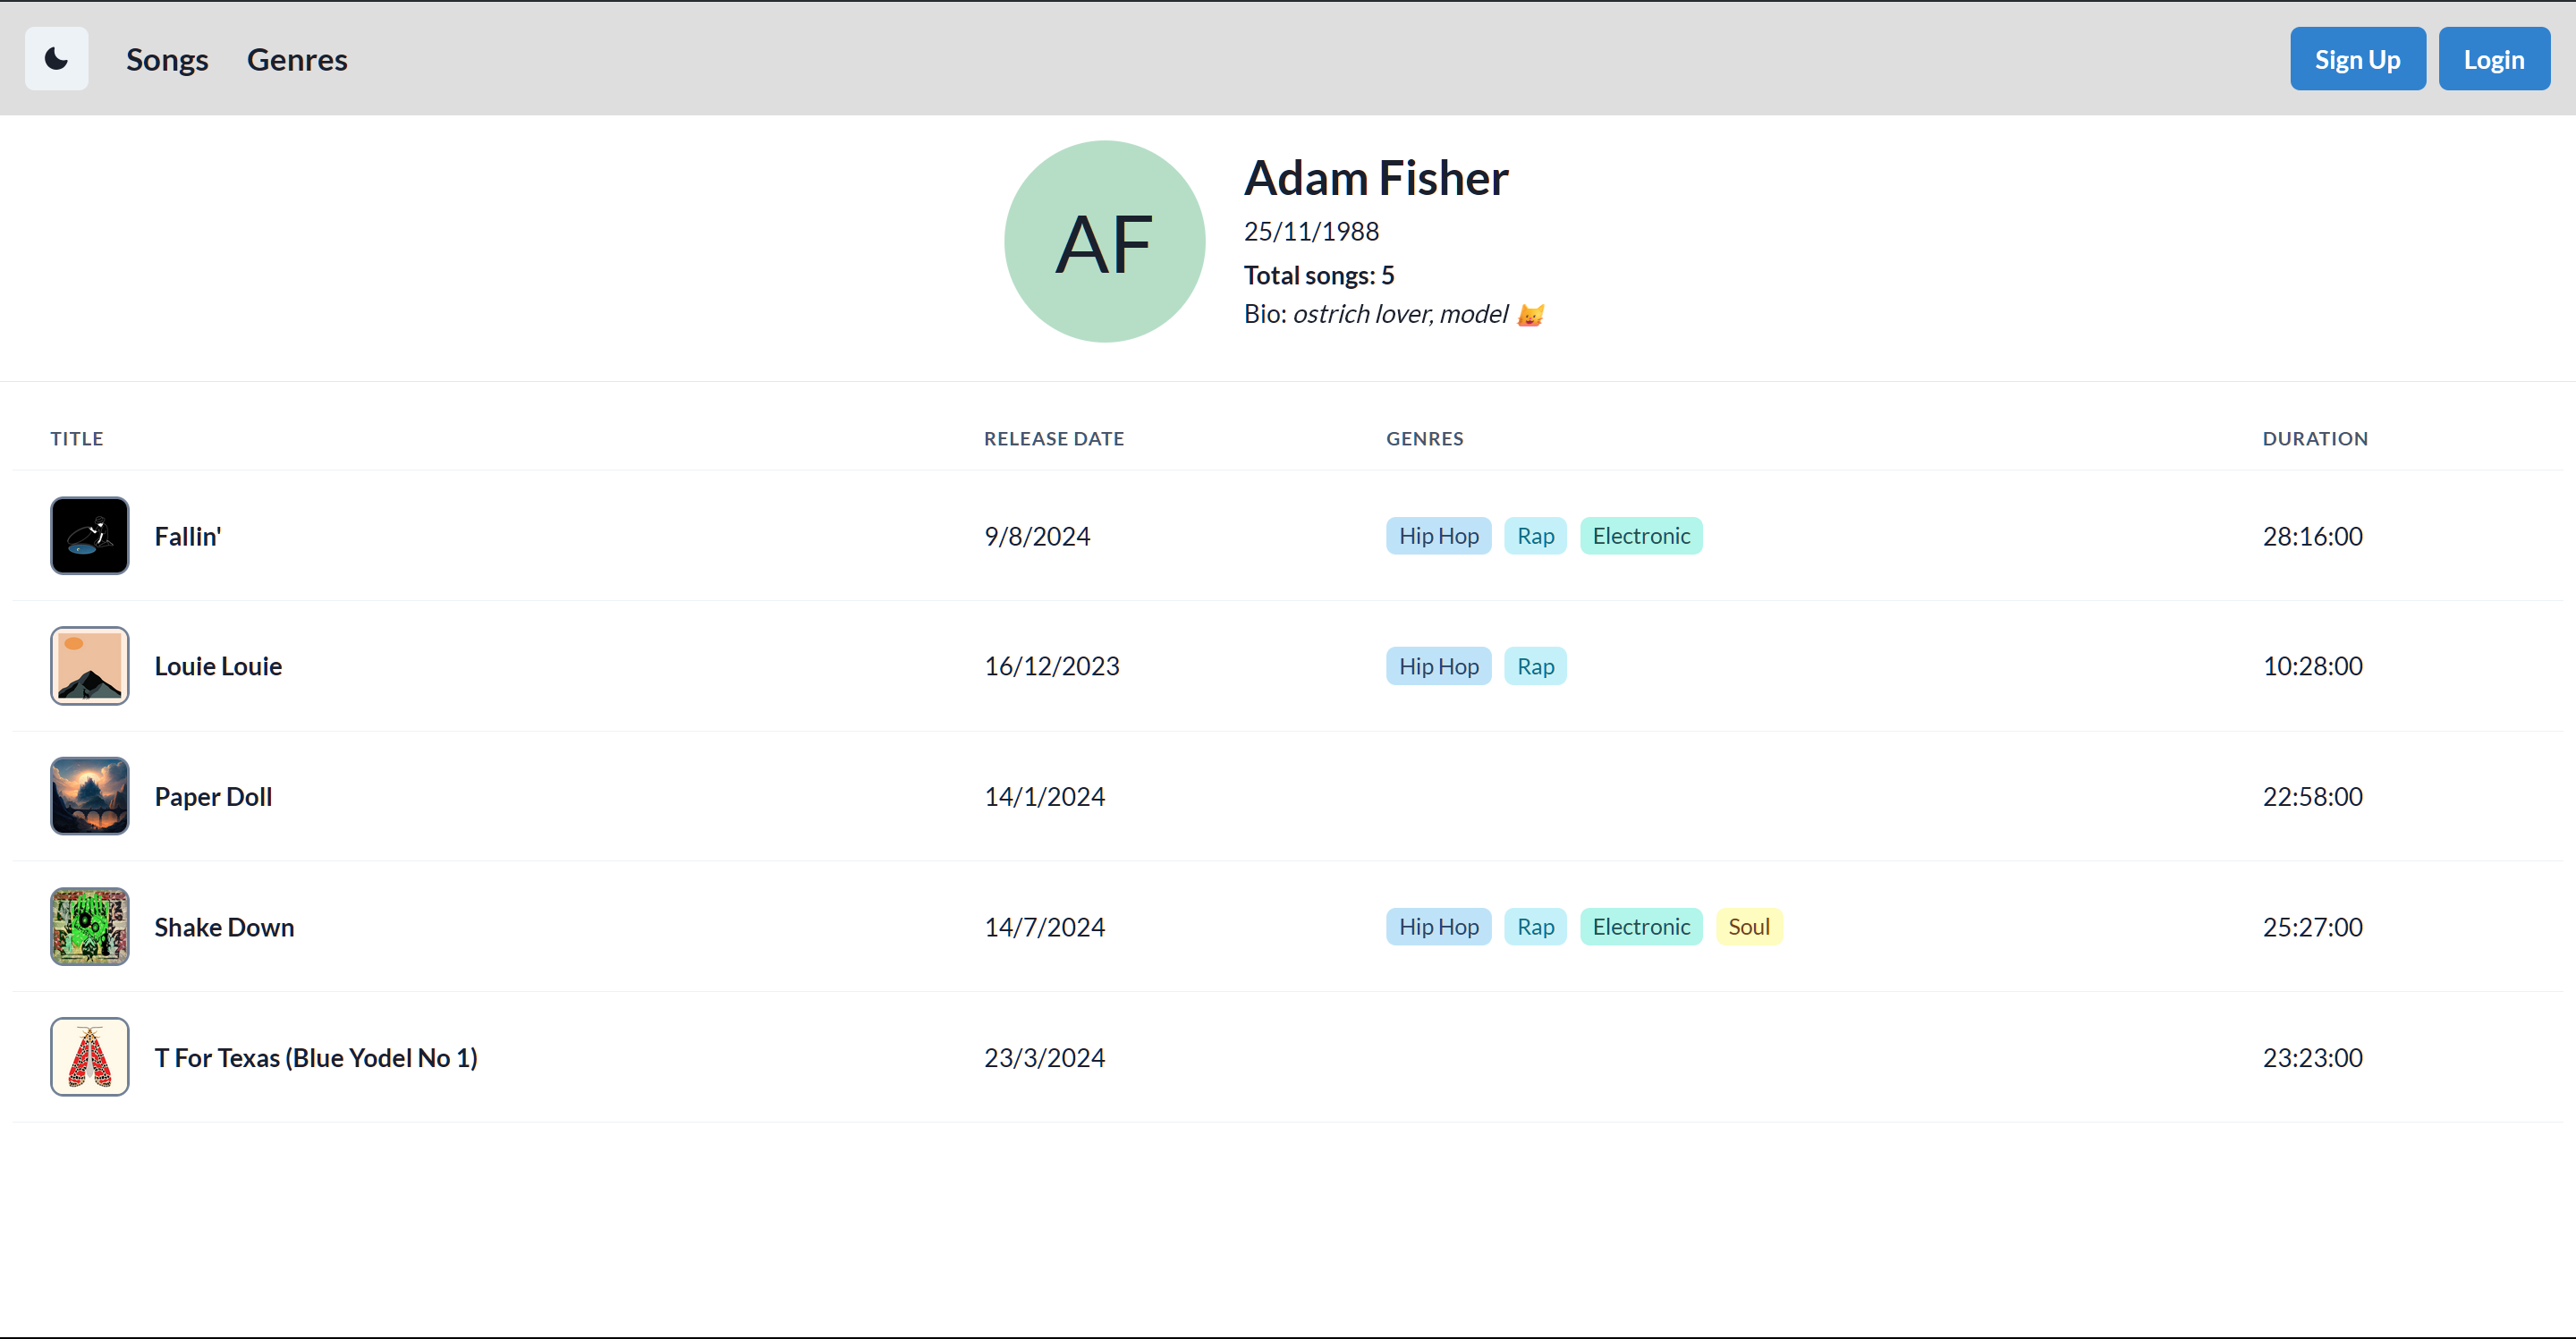 Songs Genres Sign Up Login
AF
Adam Fisher
25/11/1988
Total songs: 5
Bio: ostrich lover, model 😺
TITLE RELEASE DATE GENRES DURATION
Fallin' 9/8/2024 Hip Hop Rap Electronic 28:16:00
Louie Louie 16/12/2023 Hip Hop Rap 10:28:00
Paper Doll 14/1/2024 22:58:00
Shake Down 14/7/2024 Hip Hop Rap Electronic Soul 25:27:00
T For Texas (Blue Yodel No 1) 23/3/2024 23:23:00